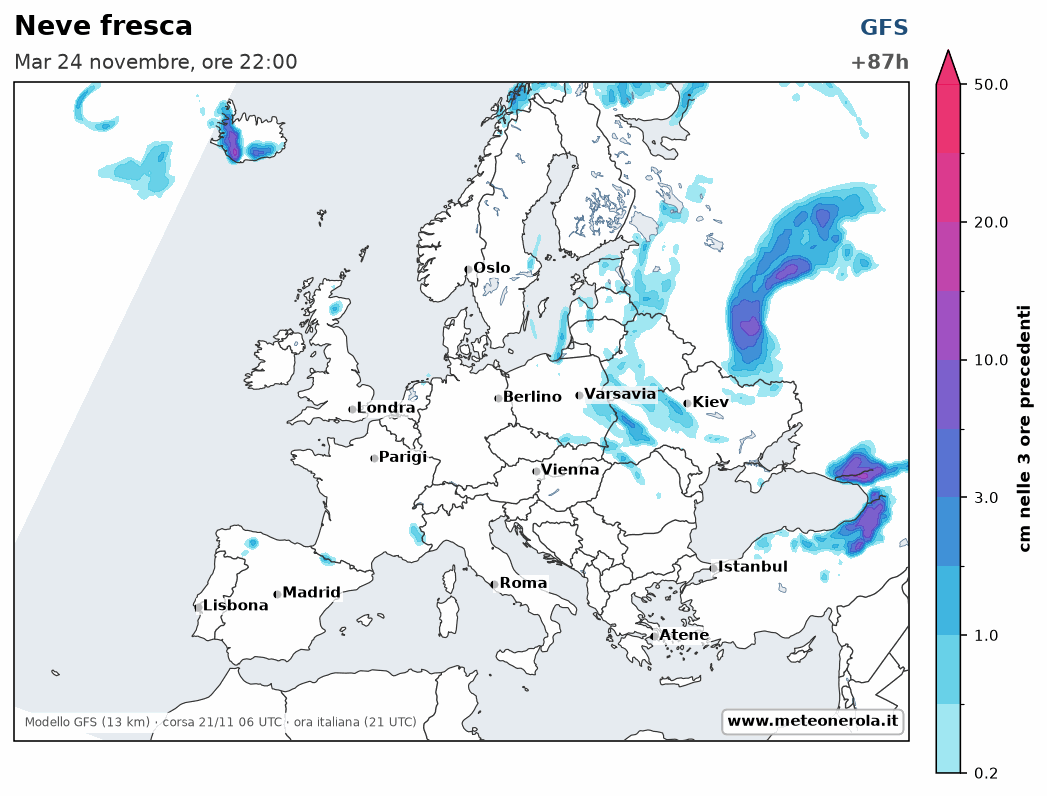 Neve fresca
GFS
Mar 24 novembre, ore 22:00
+87h
50.0
20.0
10.0
3.0
1.0
0.2
cm nelle 3 ore precedenti
Oslo
Berlino
Varsavia
Kiev
Londra
Parigi
Vienna
Istanbul
Roma
Madrid
Lisbona
Atene
Modello GFS (13 km) · corsa 21/11 06 UTC · ora italiana (21 UTC)
www.meteonerola.it